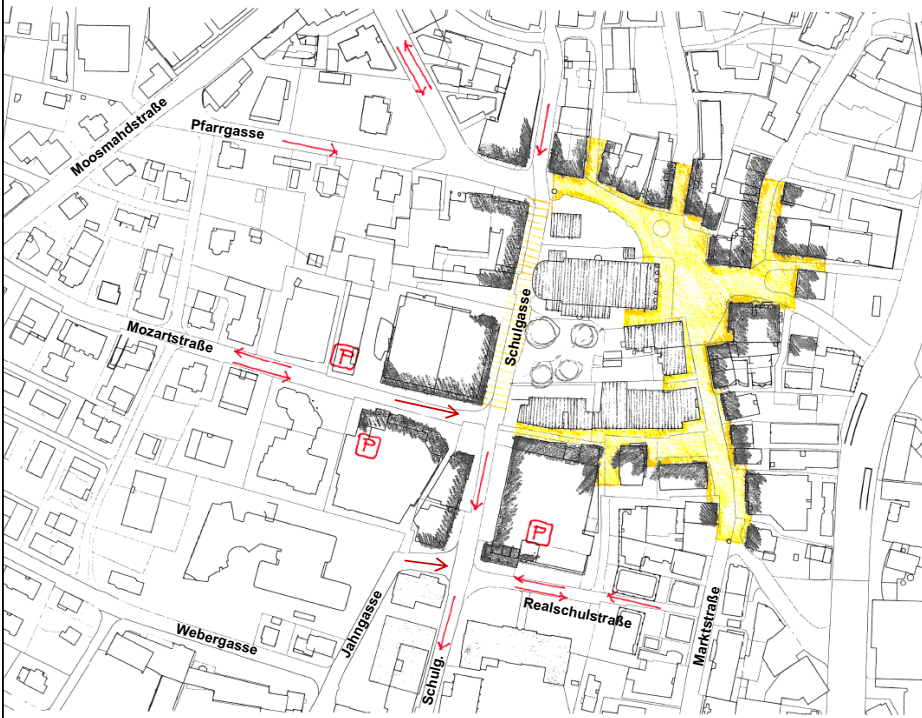 Moosmahdstraße
Pfarrgasse
Schulgasse
Mozartstraße
P
P
P
Realschulstraße
Marktstraße
Webergasse
Jahngasse
Schulg.